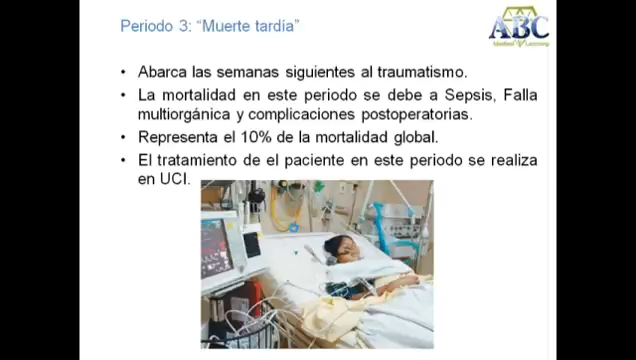 Periodo 3: “Muerte tardía”
ABC
Medical Learning
• Abarca las semanas siguientes al traumatismo.
• La mortalidad en este periodo se debe a Sepsis, Falla
multiorgánica y complicaciones postoperatorias.
• Representa el 10% de la mortalidad global.
• El tratamiento de el paciente en este periodo se realiza
en UCI.